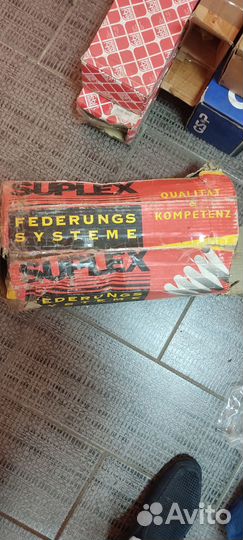 SUPLEX
FEDERUNGS
SYSTEME
QUALITÄT
&
KOMPETENZ
SUPLEX
FEDERUNGS
Avito